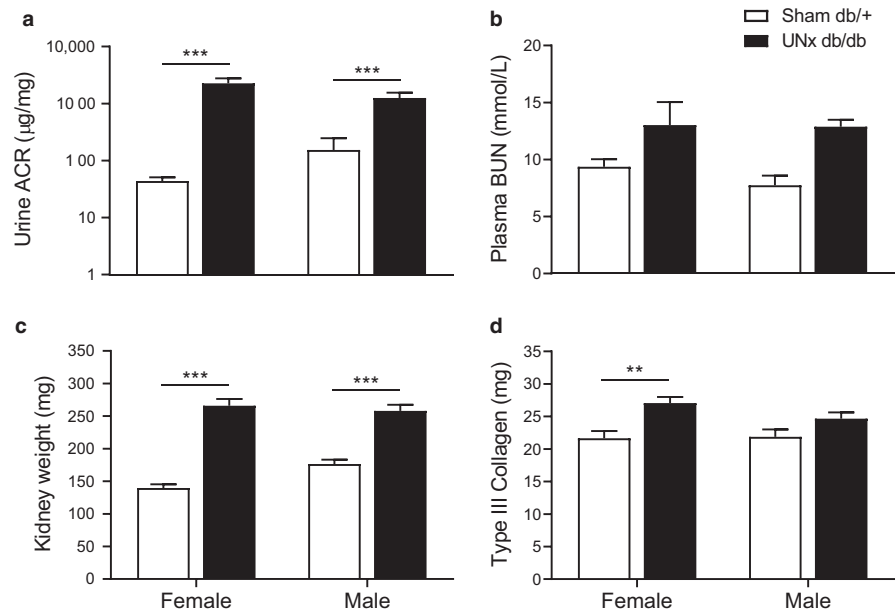 a
Urine ACR (μg/mg)
10,000
10 00
1 00
10
1
***
***
b
Sham db/+
UNx db/db
Plasma BUN (mmol/L)
20
15
10
5
0
c
Kidney weight (mg)
350
300
250
200
150
100
50
0
***
***
Female
Male
d
Type III Collagen (mg)
35
30
25
20
15
10
5
0
**
Female
Male